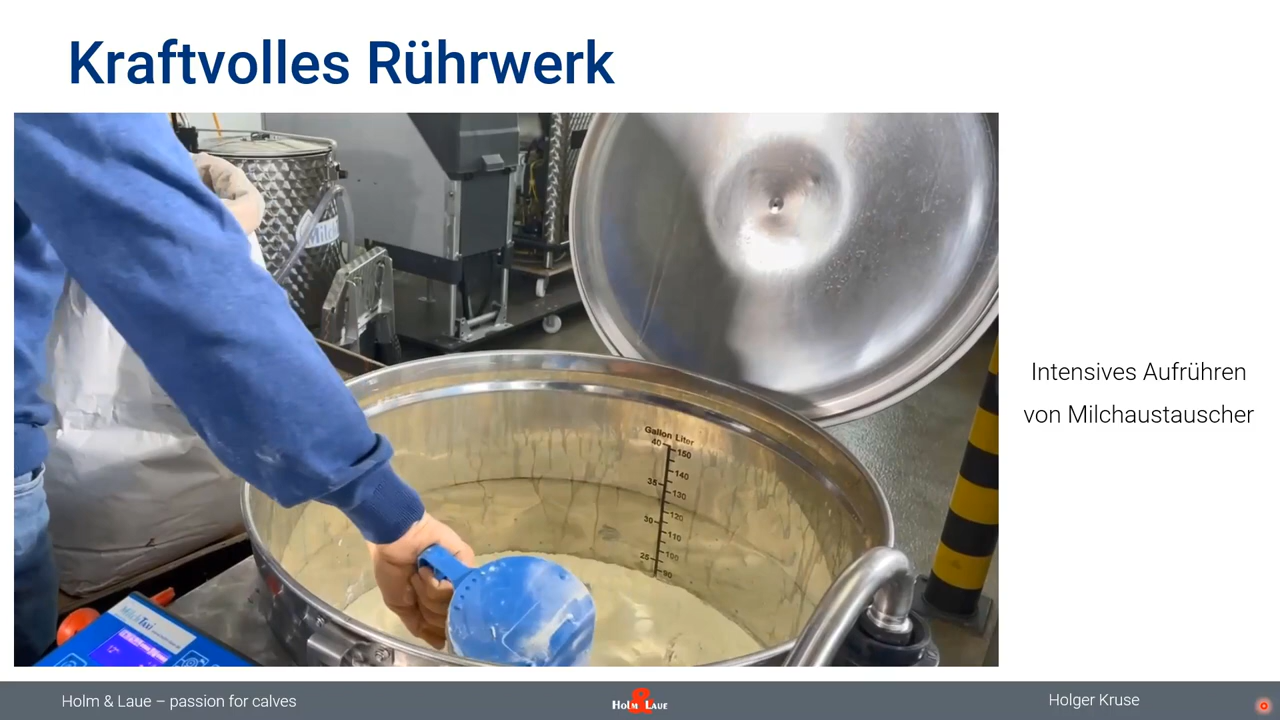 Kraftvolles Rührwerk
Gallon Liter
40 150
140
35 130
120
30 110
100
25 90
Intensives Aufrühren
von Milchaustauscher
MilchTaxi
Holm & Laue – passion for calves
Holm & Laue
Holger Kruse